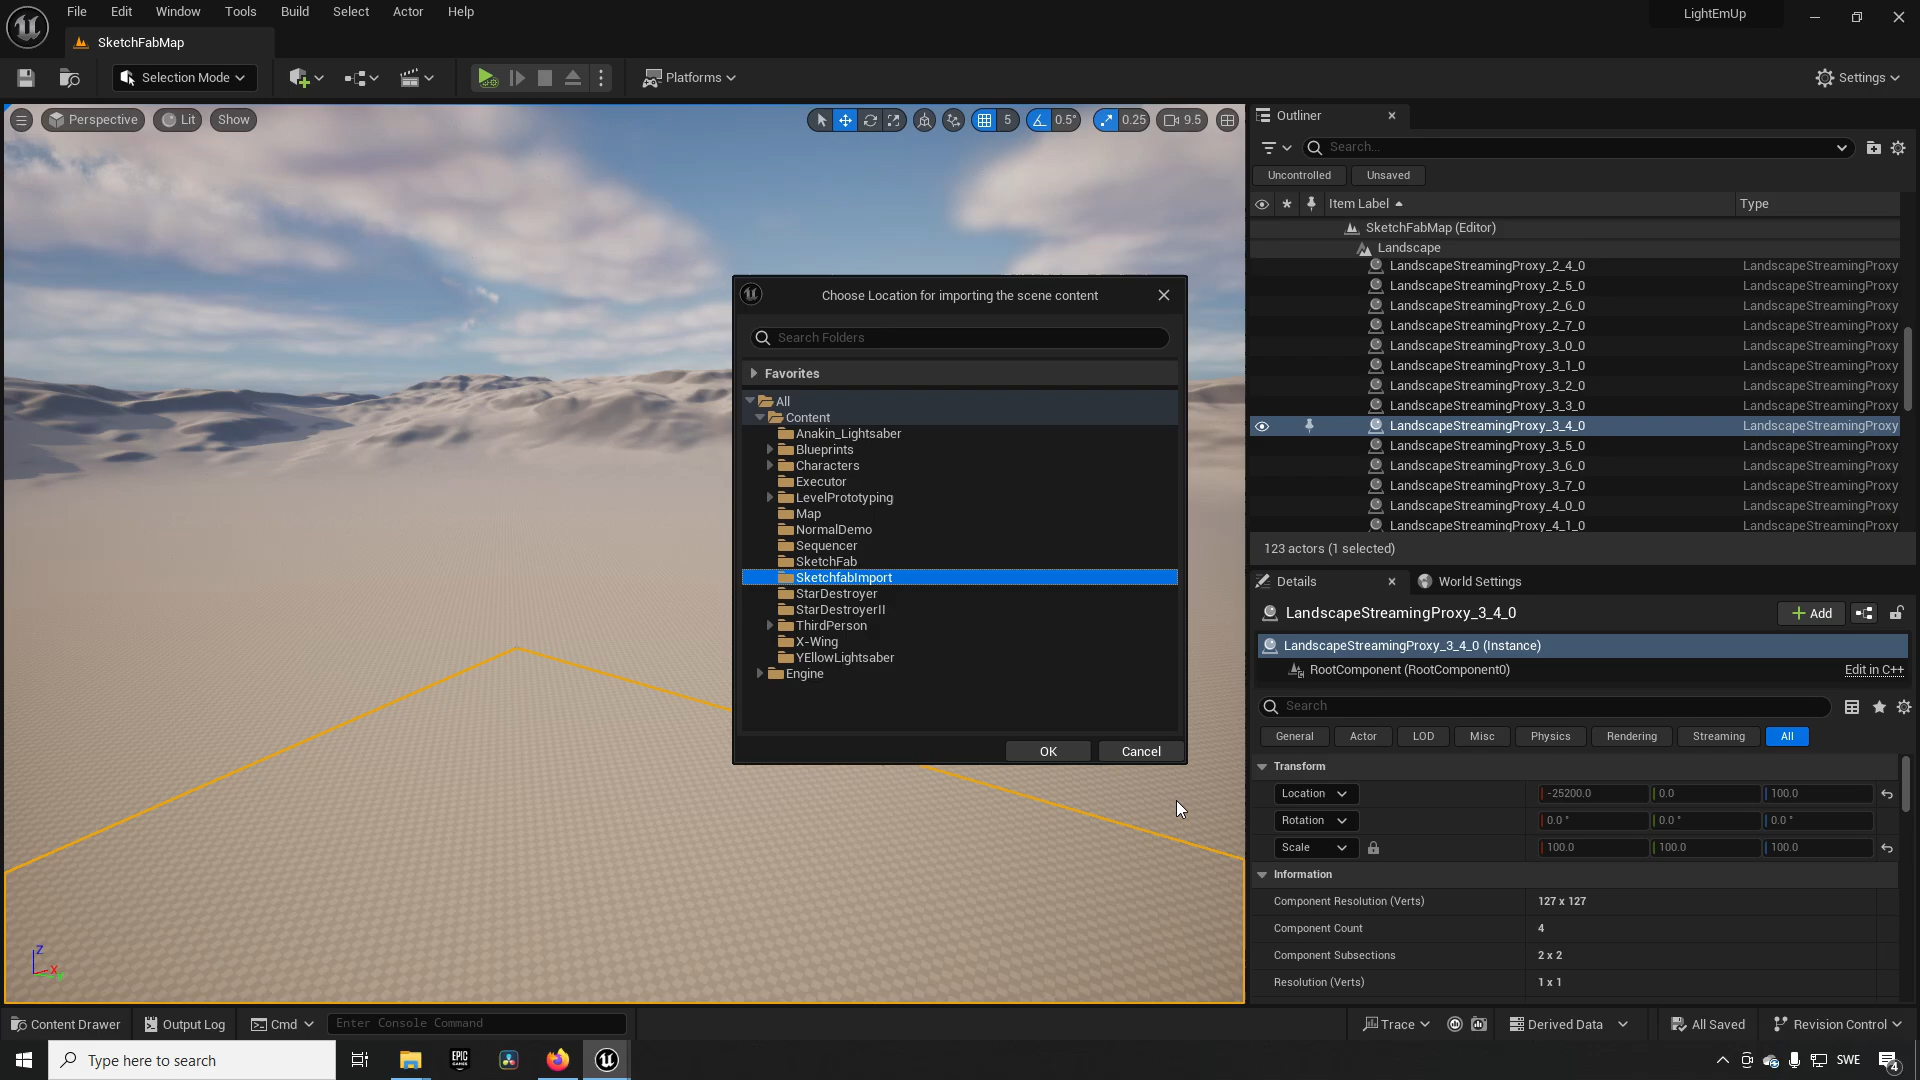 File Edit Window Tools Build Select Actor Help
LightEmUp
SketchFabMap
Selection Mode
Platforms
Settings
Perspective Lit Show
5 0.5° 0.25 9.5
Outliner
Search...
Uncontrolled Unsaved
Item Label Type
SketchFabMap (Editor)
Landscape
LandscapeStreamingProxy_2_4_0 LandscapeStreamingProxy
LandscapeStreamingProxy_2_5_0 LandscapeStreamingProxy
LandscapeStreamingProxy_2_6_0 LandscapeStreamingProxy
LandscapeStreamingProxy_2_7_0 LandscapeStreamingProxy
LandscapeStreamingProxy_3_0_0 LandscapeStreamingProxy
LandscapeStreamingProxy_3_1_0 LandscapeStreamingProxy
LandscapeStreamingProxy_3_2_0 LandscapeStreamingProxy
LandscapeStreamingProxy_3_3_0 LandscapeStreamingProxy
LandscapeStreamingProxy_3_4_0 LandscapeStreamingProxy
LandscapeStreamingProxy_3_5_0 LandscapeStreamingProxy
LandscapeStreamingProxy_3_6_0 LandscapeStreamingProxy
LandscapeStreamingProxy_3_7_0 LandscapeStreamingProxy
LandscapeStreamingProxy_4_0_0 LandscapeStreamingProxy
LandscapeStreamingProxy_4_1_0 LandscapeStreamingProxy
123 actors (1 selected)
Choose Location for importing the scene content
Search Folders
Favorites
All
Content
Anakin_Lightsaber
Blueprints
Characters
Executor
LevelPrototyping
Map
NormalDemo
Sequencer
SketchFab
SketchfabImport
StarDestroyer
StarDestroyerII
ThirdPerson
X-Wing
YEllowLightsaber
Engine
OK Cancel
Details World Settings
LandscapeStreamingProxy_3_4_0 Add
LandscapeStreamingProxy_3_4_0 (Instance)
RootComponent (RootComponent0) Edit in C++
Search
General Actor LOD Misc Physics Rendering Streaming All
Transform
Location -25200.0 0.0 100.0
Rotation 0.0 ° 0.0 ° 0.0 °
Scale 100.0 100.0 100.0
Information
Component Resolution (Verts) 127 x 127
Component Count 4
Component Subsections 2 x 2
Resolution (Verts) 1 x 1
Z
X
Y
Content Drawer Output Log Cmd Enter Console Command Trace Derived Data All Saved Revision Control
Type here to search EPIC GAMES SWE 4